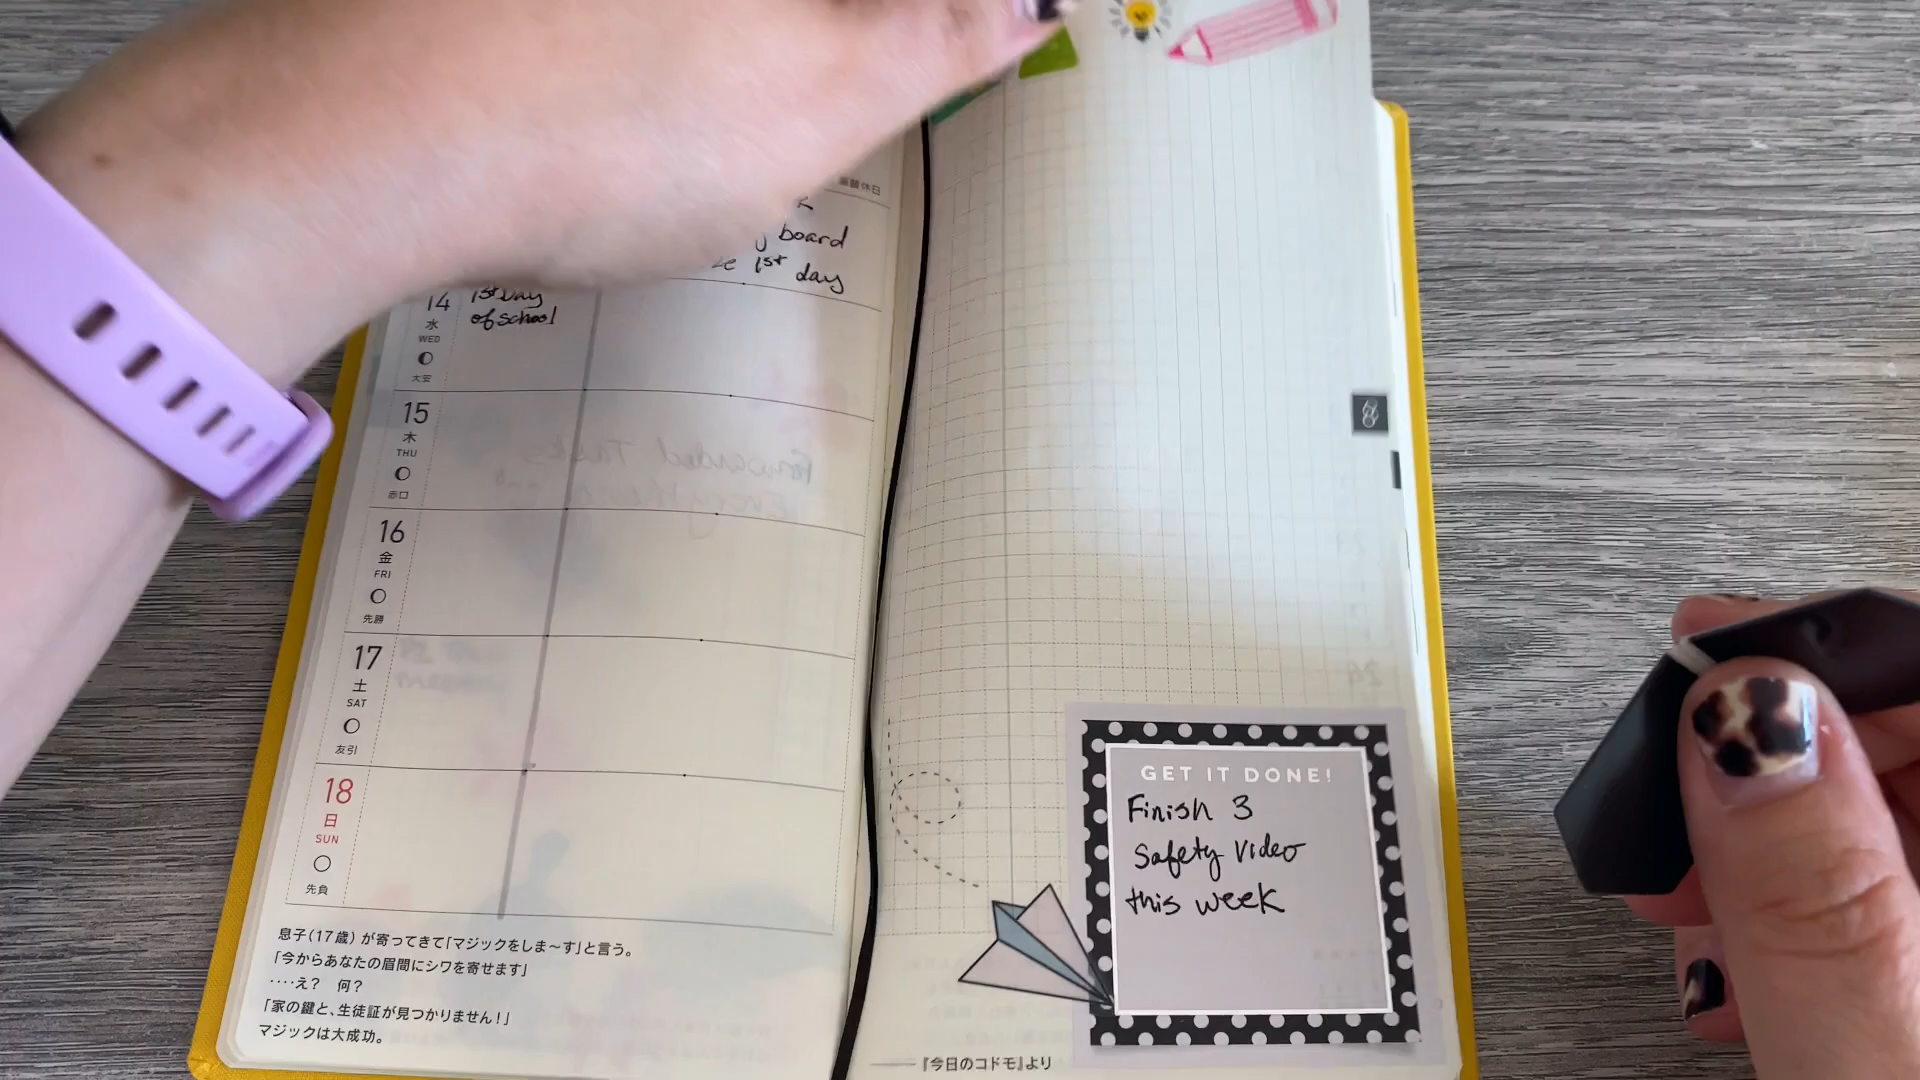 board
1st day
14
水
WED
大安
1st Day
of school
15
木
THU
赤口
Forwarded Tasks
16
金
FRI
先勝
17
土
SAT
友引
18
日
SUN
先負
息子(17歳)が寄ってきて「マジックをしま〜す」と言う。
「今からあなたの眉間にシワを寄せます」
‥‥え? 何?
「家の鍵と、生徒証が見つかりません!」
マジックは大成功。
8
GET IT DONE!
Finish 3
Safety Video
this week
『今日のコドモ』より